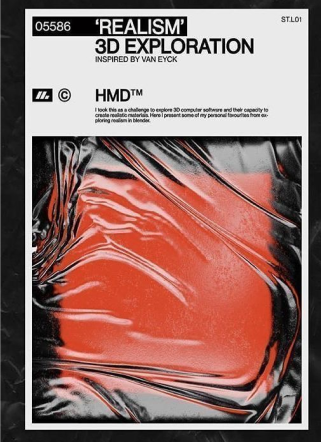 05586 'REALISM' ST.L01
3D EXPLORATION
INSPIRED BY VAN EYCK
© HMD™
I took this as a challenge to explore 3D computer software and their capacity to
create realistic materials. Here I present some of my personal favourites from ex-
ploring realism in blender.